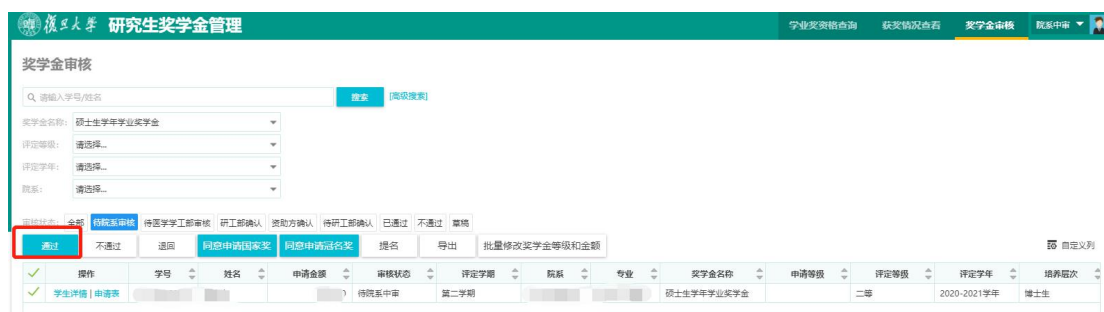 復旦大學 研究生奖学金管理 学业奖资格查询 获奖情况查看 奖学金审核 院系中审
奖学金审核
请输入学号/姓名 搜索 [高级搜索]
奖学金名称: 硕士生学年学业奖学金
评定等级: 请选择...
评定学年: 请选择...
院系: 请选择...
审核状态: 全部 待院系审核 待医学学工部审核 研工部确认 资助方确认 待研工部确认 已通过 不通过 草稿
通过 不通过 退回 同意申请国家奖 同意申请冠名奖 提名 导出 批量修改奖学金等级和金额 自定义列
操作 学号 姓名 申请金额 审核状态 评定学期 院系 专业 奖学金名称 申请等级 评定等级 评定学年 培养层次
学生详情 | 申请表 待院系中审 第二学期 硕士生学年学业奖学金 二等 2020-2021学年 博士生